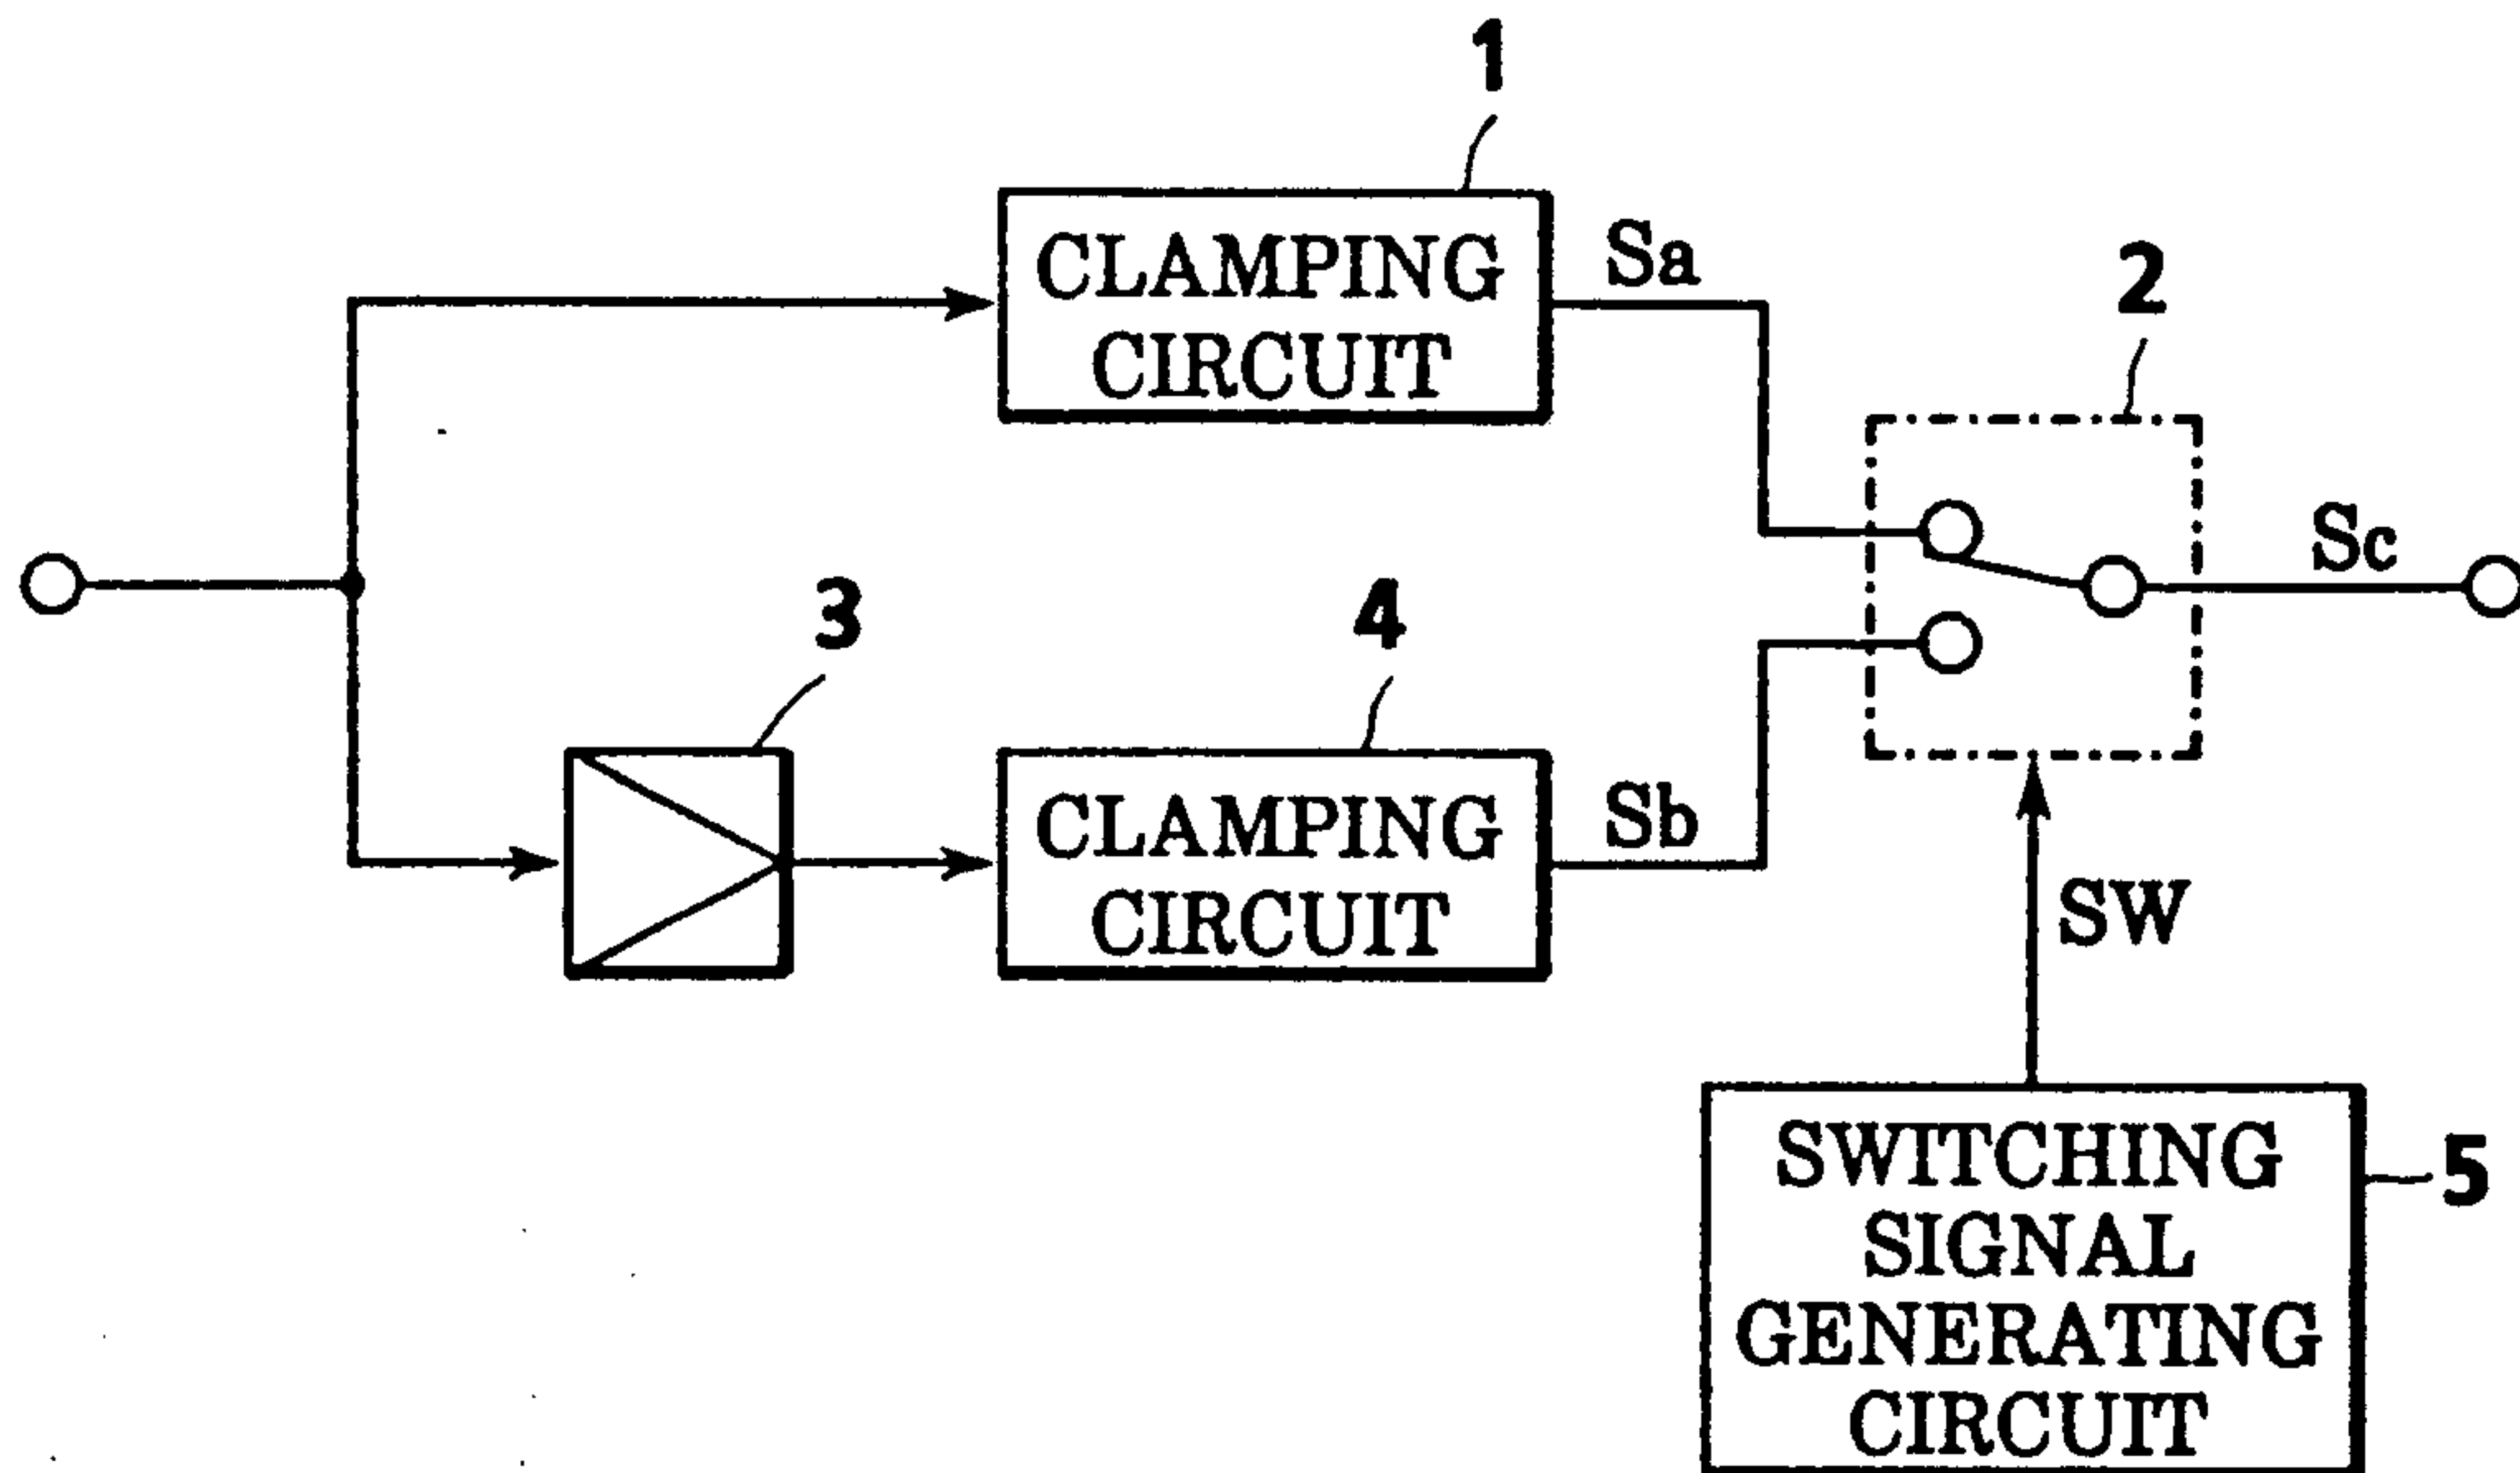 1
CLAMPING
CIRCUIT
Sa
2
Sc
3
4
CLAMPING
CIRCUIT
Sb
SW
SWITCHING
SIGNAL
GENERATING
CIRCUIT
5